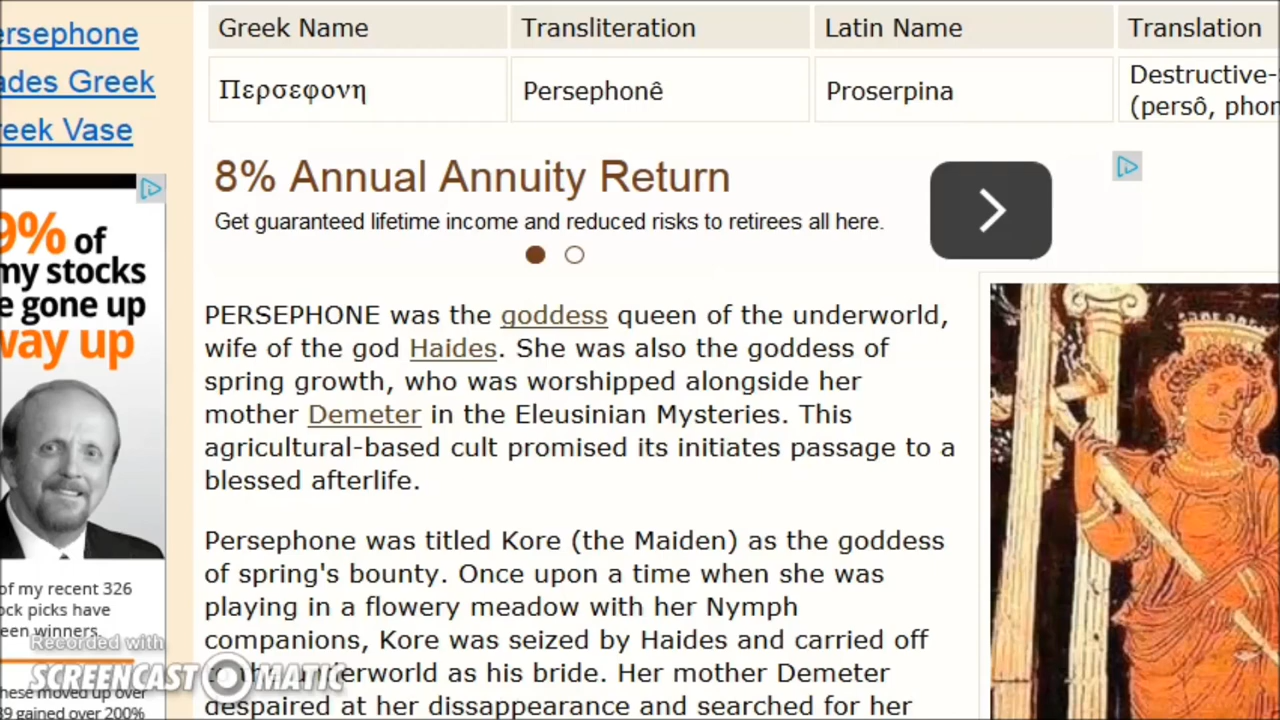 ersephone
ades Greek
reek Vase
Greek Name
Transliteration
Latin Name
Translation
Περσεφονη
Persephonê
Proserpina
Destructive-
(persô, phon
8% Annual Annuity Return
Get guaranteed lifetime income and reduced risks to retirees all here.
9% of
my stocks
e gone up
way up
of my recent 326
ock picks have
een winners.
hese moved up over
39 gained over 200%
PERSEPHONE was the goddess queen of the underworld,
wife of the god Haides. She was also the goddess of
spring growth, who was worshipped alongside her
mother Demeter in the Eleusinian Mysteries. This
agricultural-based cult promised its initiates passage to a
blessed afterlife.
Persephone was titled Kore (the Maiden) as the goddess
of spring's bounty. Once upon a time when she was
playing in a flowery meadow with her Nymph
companions, Kore was seized by Haides and carried off
to the underworld as his bride. Her mother Demeter
despaired at her disappearance and searched for her
Recorded with
SCREENCAST-O-MATIC